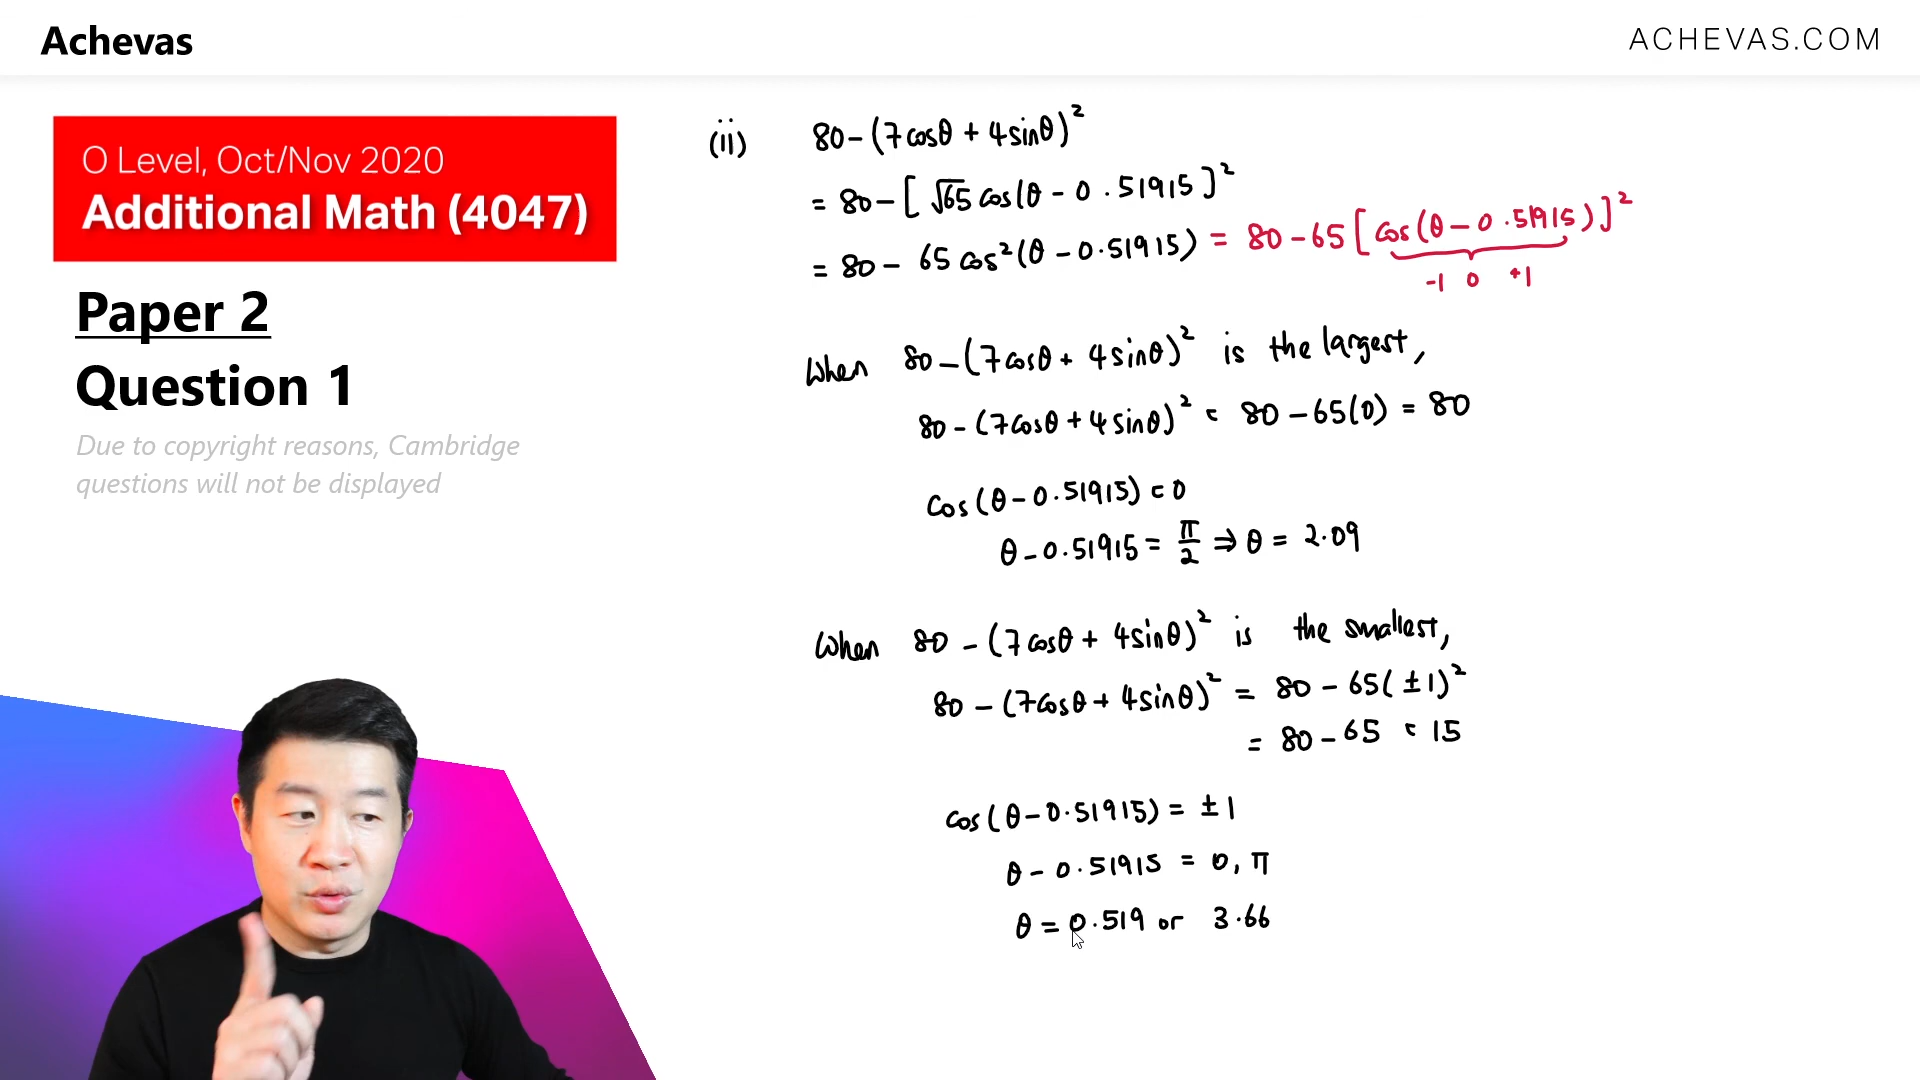 Achevas
ACHEVAS.COM
O Level, Oct/Nov 2020
Additional Math (4047)
Paper 2
Question 1
Due to copyright reasons, Cambridge
questions will not be displayed
(ii) 80-(7cosθ + 4sinθ)²
= 80-[√65 cos(θ - 0.51915]²
= 80 - 65 cos²(θ - 0.51915) = 80 - 65[cos(θ - 0.51915)]²
-1 0 +1
When 80-(7cosθ + 4sinθ)² is the largest,
80-(7cosθ + 4sinθ)² = 80 - 65(0) = 80
cos(θ - 0.51915) = 0
θ - 0.51915 = π/2 ⇒ θ = 2.09
When 80 - (7cosθ + 4sinθ)² is the smallest,
80 - (7cosθ + 4sinθ)² = 80 - 65(±1)²
= 80 - 65 = 15
cos(θ - 0.51915) = ±1
θ - 0.51915 = 0, π
θ = 0.519 or 3.66